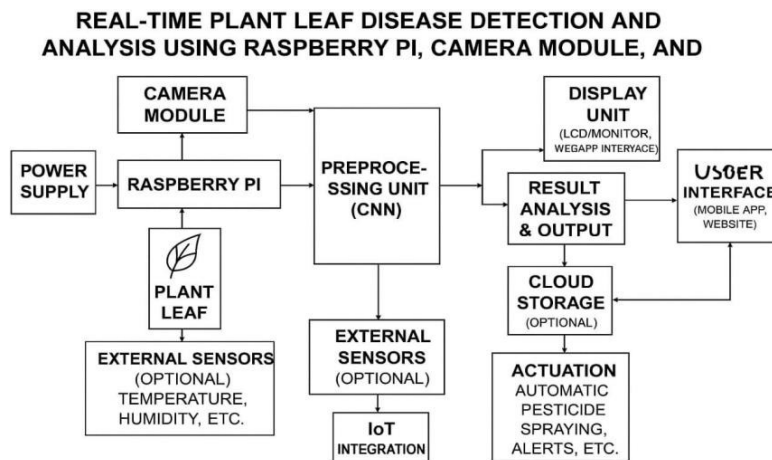 REAL-TIME PLANT LEAF DISEASE DETECTION AND
ANALYSIS USING RASPBERRY PI, CAMERA MODULE, AND
CAMERA
MODULE
POWER
SUPPLY
RASPBERRY PI
PLANT
LEAF
EXTERNAL SENSORS
(OPTIONAL)
TEMPERATURE,
HUMIDITY, ETC.
PREPROCE-
SSING UNIT
(CNN)
EXTERNAL
SENSORS
(OPTIONAL)
IoT
INTEGRATION
DISPLAY
UNIT
(LCD/MONITOR,
WEGAPP INTERYACE)
RESULT
ANALYSIS
& OUTPUT
USBER
INTERFACE
(MOBILE APP,
WEBSITE)
CLOUD
STORAGE
(OPTIONAL)
ACTUATION
AUTOMATIC
PESTICIDE
SPRAYING,
ALERTS, ETC.